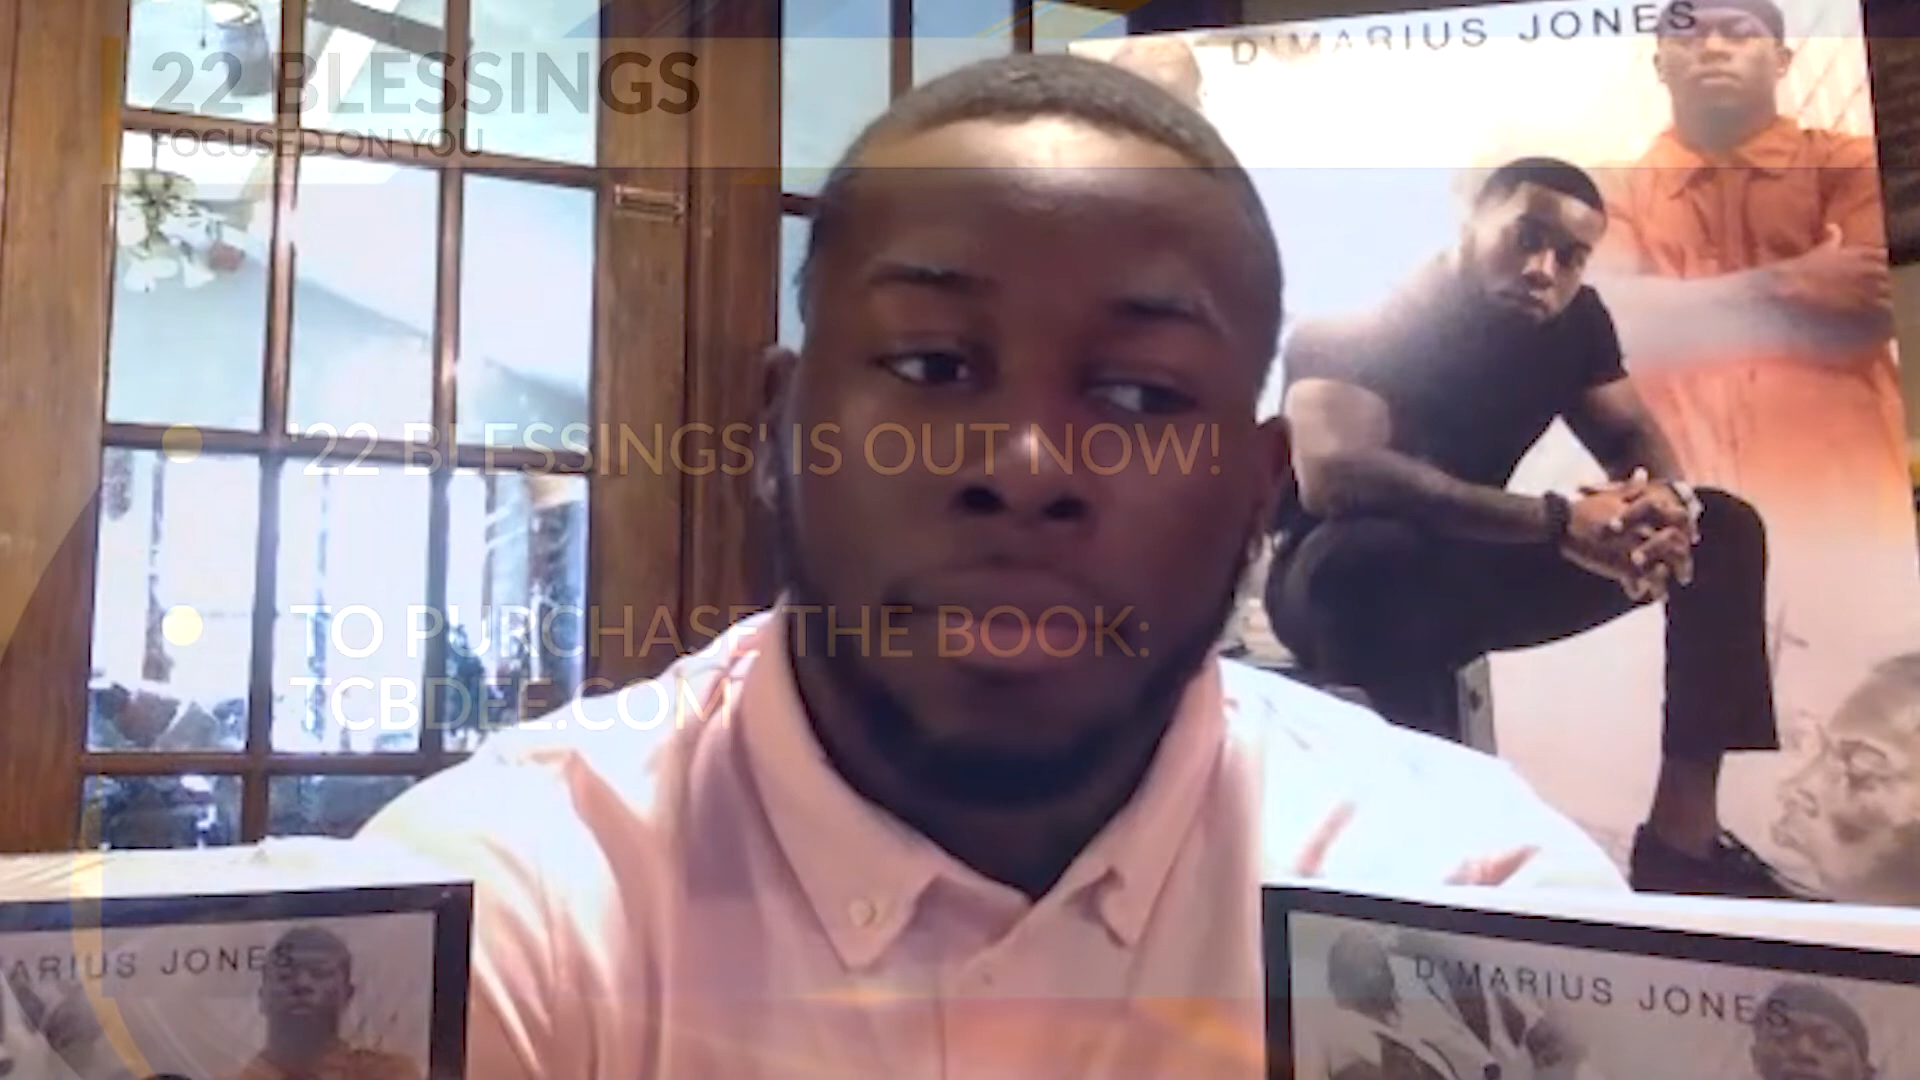 D'MARIUS JONES
22 BLESSINGS
FOCUSED ON YOU
'22 BLESSINGS' IS OUT NOW!
TO PURCHASE THE BOOK:
TCBDEE.COM
ARIUS JONES
D'MARIUS JONES